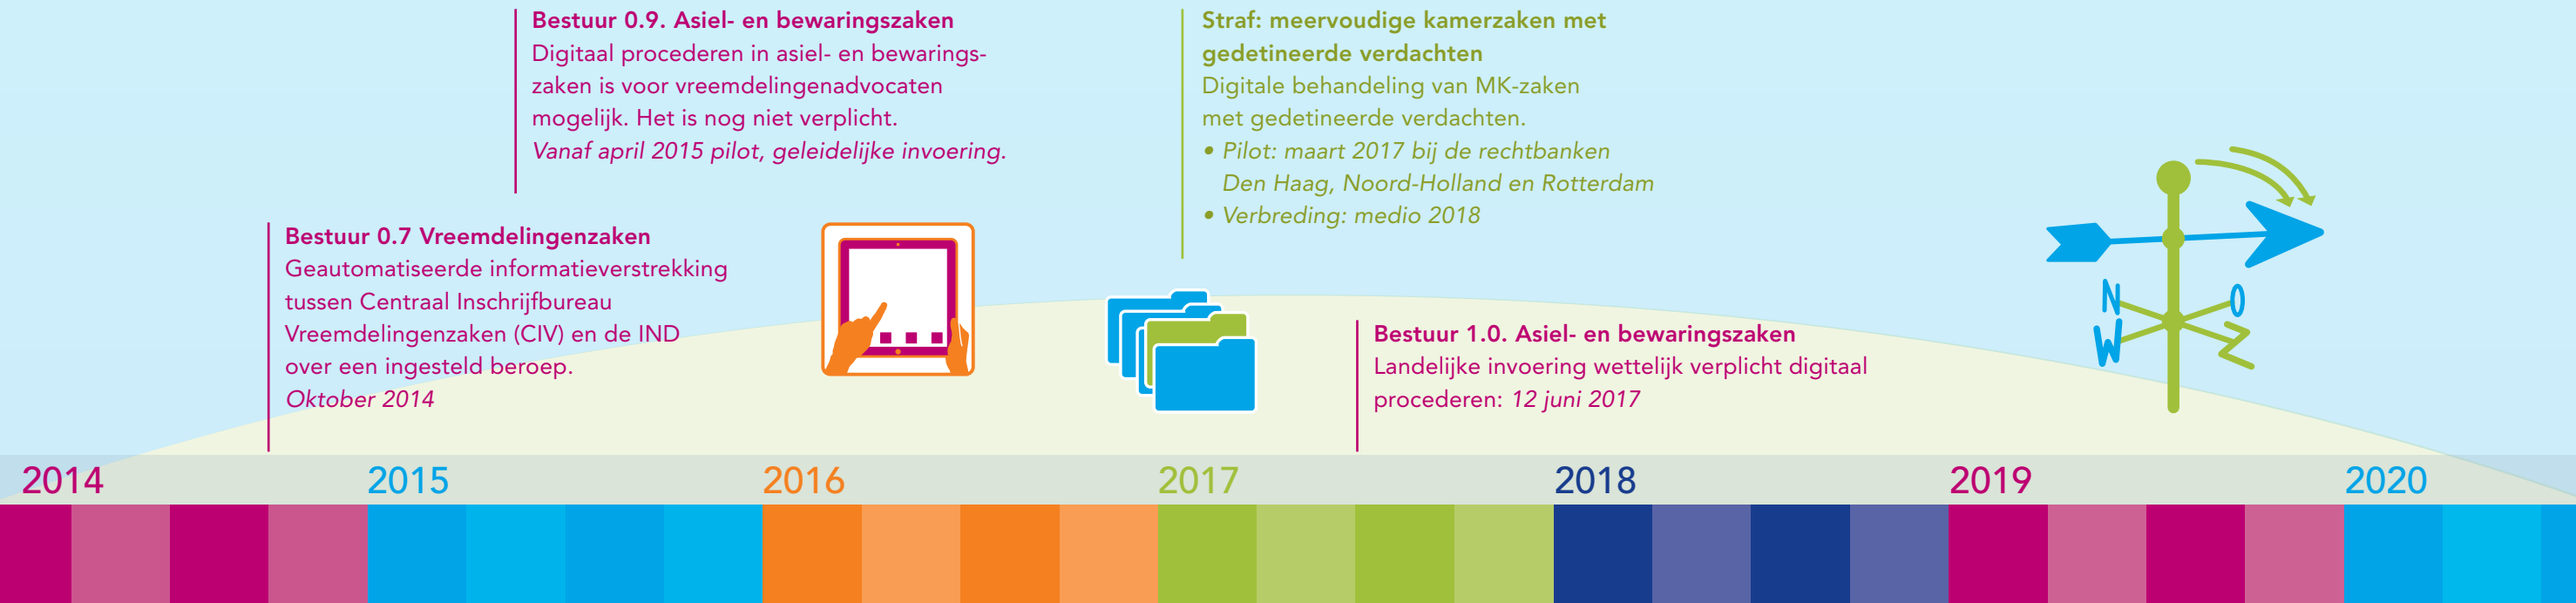 Bestuur 0.9. Asiel- en bewaringszaken
Digitaal procederen in asiel- en bewarings-
zaken is voor vreemdelingenadvocaten
mogelijk. Het is nog niet verplicht.
Vanaf april 2015 pilot, geleidelijke invoering.
Straf: meervoudige kamerzaken met
gedetineerde verdachten
Digitale behandeling van MK-zaken
met gedetineerde verdachten.
• Pilot: maart 2017 bij de rechtbanken
Den Haag, Noord-Holland en Rotterdam
• Verbreding: medio 2018
Bestuur 0.7 Vreemdelingenzaken
Geautomatiseerde informatieverstrekking
tussen Centraal Inschrijfbureau
Vreemdelingenzaken (CIV) en de IND
over een ingesteld beroep.
Oktober 2014
Bestuur 1.0. Asiel- en bewaringszaken
Landelijke invoering wettelijk verplicht digitaal
procederen: 12 juni 2017
N
O
W
Z
2014
2015
2016
2017
2018
2019
2020